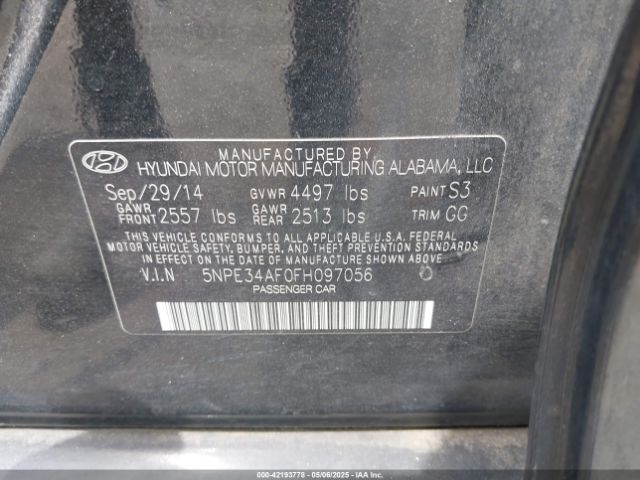 MANUFACTURED BY
HYUNDAI MOTOR MANUFACTURING ALABAMA, LLC
Sep/29/14 GVWR 4497 lbs PAINT S3
GAWR FRONT 2557 lbs GAWR REAR 2513 lbs TRIM GG
THIS VEHICLE CONFORMS TO ALL APPLICABLE U.S.A. FEDERAL
MOTOR VEHICLE SAFETY, BUMPER, AND THEFT PREVENTION STANDARDS
IN EFFECT ON THE DATE OF MANUFACTURE SHOWN ABOVE
V.I.N 5NPE34AF0FH097056
PASSENGER CAR
000-42193778 - 05/06/2025 - IAAI.COM